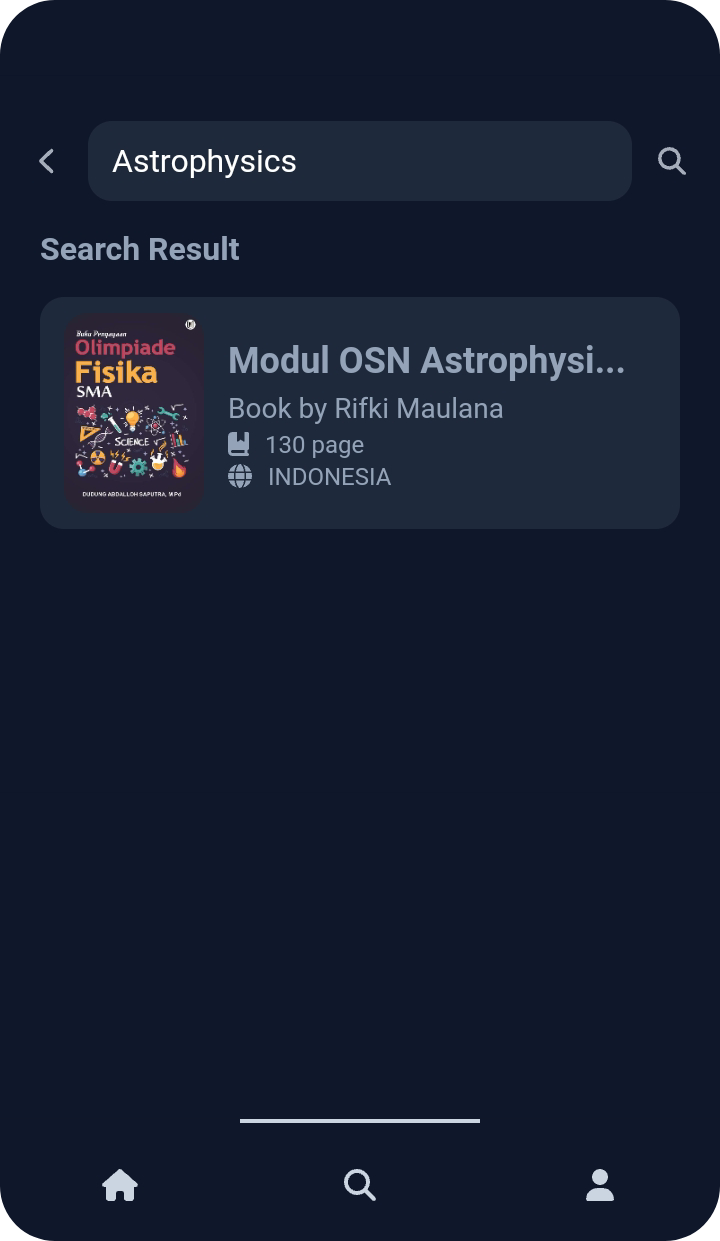 Astrophysics
Search Result
Buku Pengayaan
Olimpiade
Fisika
SMA
SCIENCE
DUDUNG ABDALLOH SAPUTRA, M.Pd
Modul OSN Astrophysi...
Book by Rifki Maulana
130 page
INDONESIA